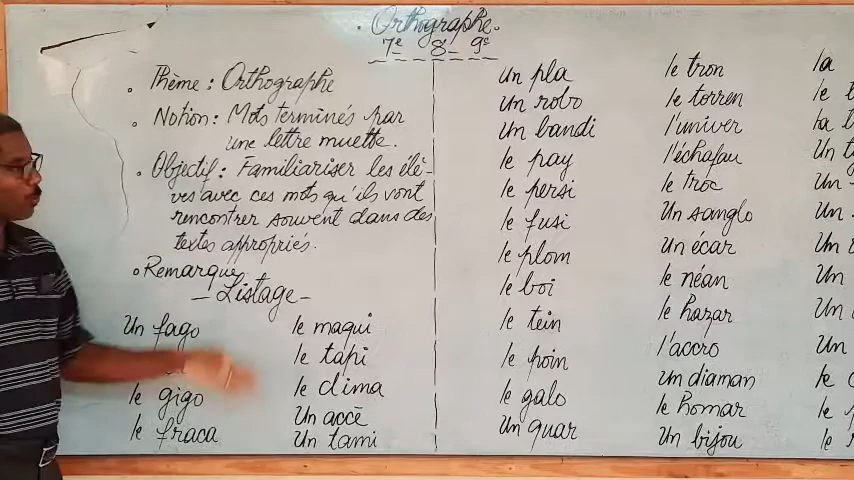 Orthographe.
7e 8 - 9e
Thème : Orthographe
Notion : Mots terminés par
une lettre muette.
Objectif : Familiariser les élè-
ves avec ces mots qu'ils vont
rencontrer souvent dans des
textes appropriés.
Remarque
- Listage -
Un fago
le gigo
le fraca
le maqui
le tapi
le clima
Un accè
Un tami
un pla
un robo
Un bandi
le pay
le persi
le fusi
le plom
le boi
le tein
le poin
le galo
Un quar
le tron
le torren
l'univer
l'échafau
le troc
Un sanglo
Un écar
le néan
le hazar
l'accro
Un diaman
le homar
Un bijou
la
le
la
Un
Un
Un
Un
Un
Un
Un
le
le
le